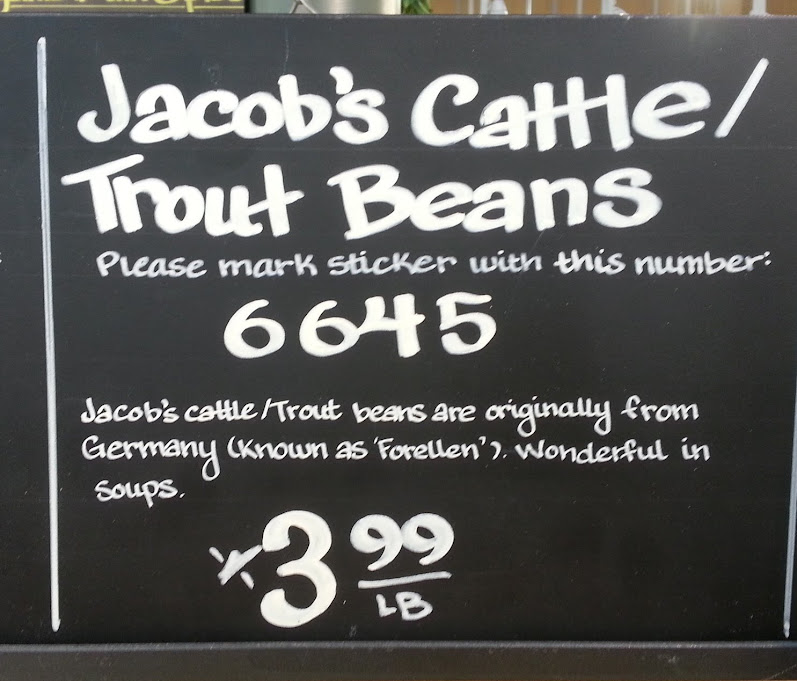 Jacob's Cattle/
Trout Beans
Please mark sticker with this number:
6645
Jacob's cattle/Trout beans are originally from
Germany (Known as 'Forellen'). Wonderful in
soups.
3 99
LB